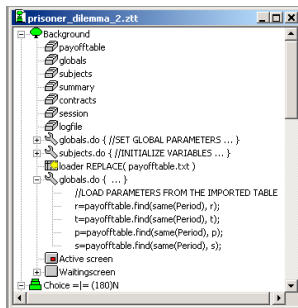 prisoner_dilemma_2.ztt
Background
payofftable
globals
subjects
summary
contracts
session
logfile
globals.do { //SET GLOBAL PARAMETERS ... }
subjects.do { //INITIALIZE VARIABLES ... }
loader REPLACE( payofftable.txt )
globals.do { ... }
//LOAD PARAMETERS FROM THE IMPORTED TABLE
r=payofftable.find(same(Period), r);
t=payofftable.find(same(Period), t);
p=payofftable.find(same(Period), p);
s=payofftable.find(same(Period), s);
Active screen
Waitingscreen
Choice =|= (180)N